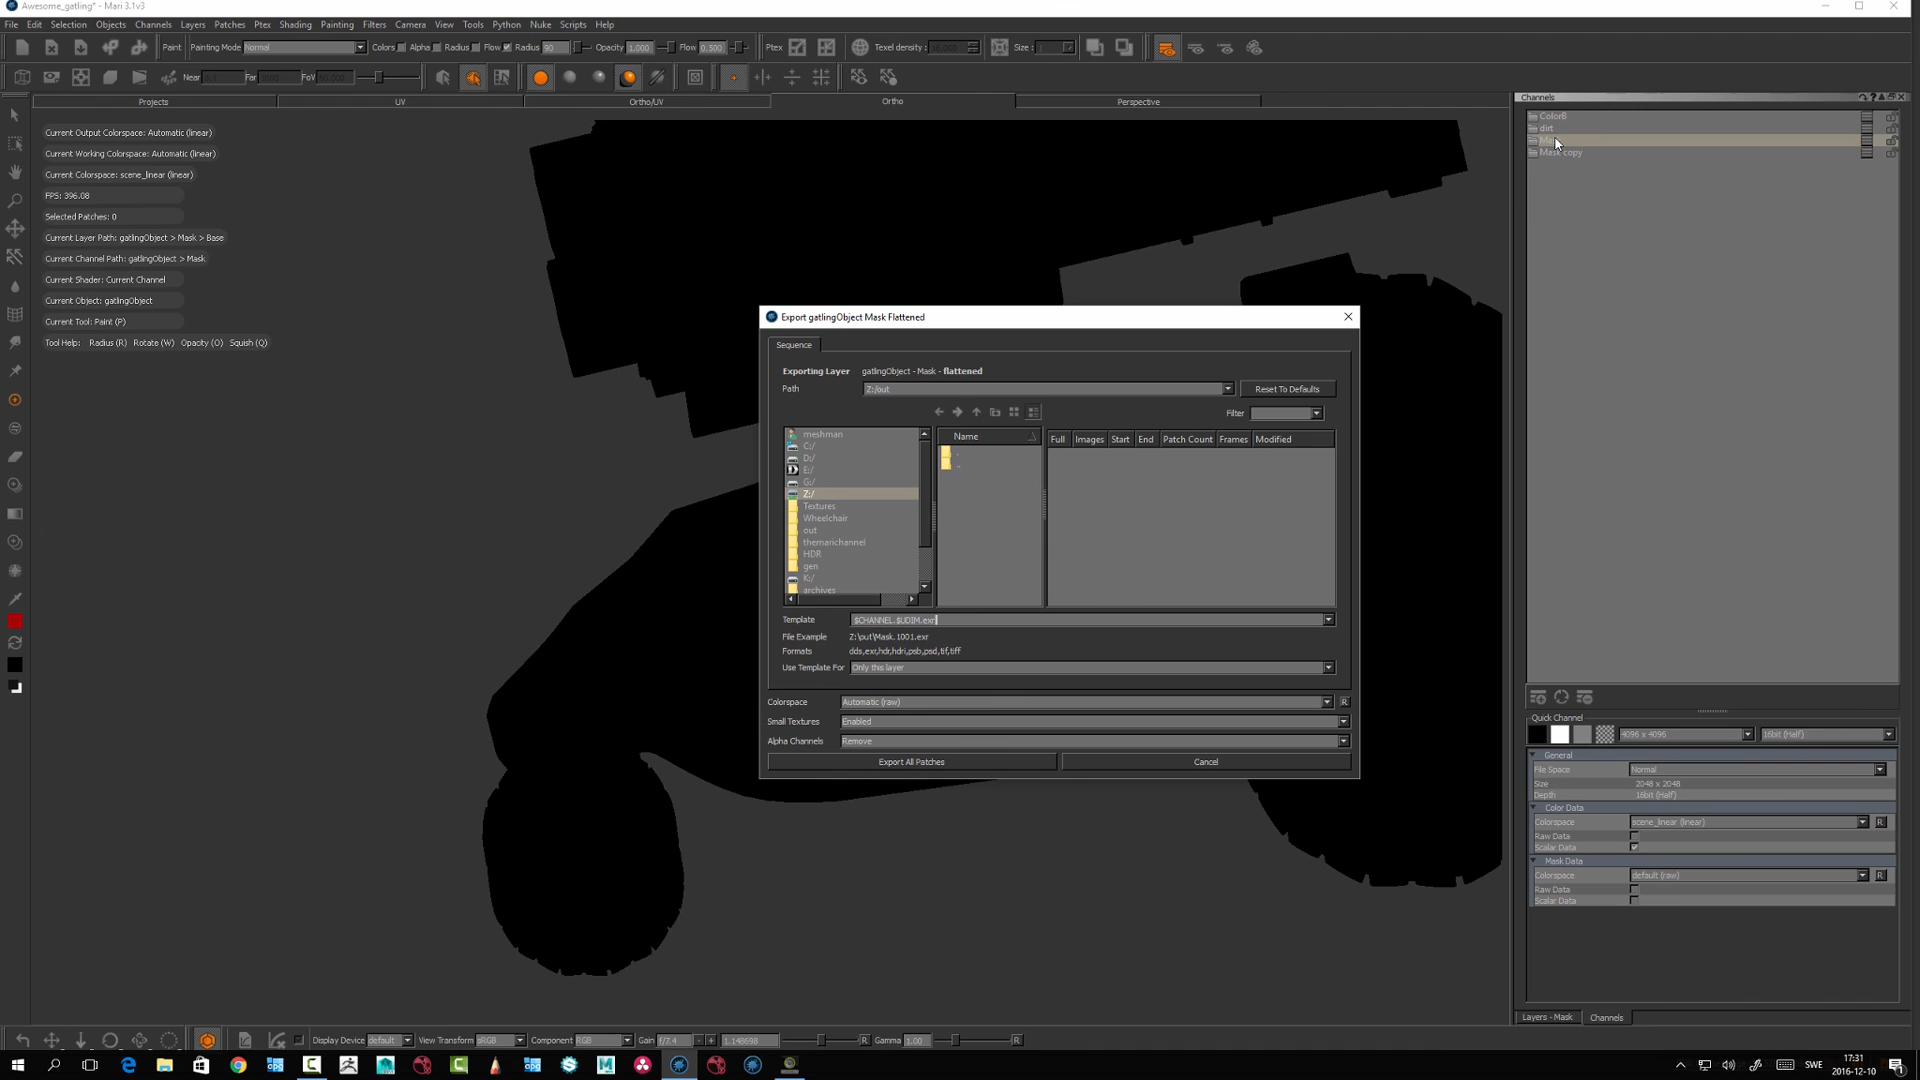 Awesome_gatling* - Mari 3.1v3
File Edit Selection Objects Channels Layers Patches Ptex Shading Painting Filters Camera View Tools Python Nuke Scripts Help
Paint Painting Mode Normal Colors Alpha Radius Flow Radius 90 Opacity 1.000 Flow 0.500 Ptex Texel density: Size:
Near Far FoV
Projects UV Ortho/UV Ortho Perspective
Current Output Colorspace: Automatic (linear)
Current Working Colorspace: Automatic (linear)
Current Colorspace: scene_linear (linear)
FPS: 396.08
Selected Patches: 0
Current Layer Path: gatlingObject > Mask > Base
Current Channel Path: gatlingObject > Mask
Current Shader: Current Channel
Current Object: gatlingObject
Current Tool: Paint (P)
Tool Help: Radius (R) Rotate (W) Opacity (O) Squish (Q)
Export gatlingObject Mask Flattened
Sequence
Exporting Layer gatlingObject - Mask - flattened
Path Z:/out Reset To Defaults
Filter
meshman
C:/
D:/
E:/
G:/
Z:/
Textures
Wheelchair
out
themarichannel
HDR
gen
K:/
archives
Name
.
..
Full Images Start End Patch Count Frames Modified
Template $CHANNEL.$UDIM.exr
File Example Z:\put\Mask.1001.exr
Formats dds,exr,hdr,hdri,psb,psd,tif,tiff
Use Template For Only this layer
Colorspace Automatic (raw) R
Small Textures Enabled
Alpha Channels Remove
Export All Patches Cancel
Channels
ColorB
dirt
Mask copy
Quick Channel
4096 x 4096 16bit (Half)
General
File Space Normal
Size 2048 x 2048
Depth 16bit (Half)
Color Data
Colorspace scene_linear (linear) R
Raw Data
Scalar Data
Mask Data
Colorspace default (raw) R
Raw Data
Scalar Data
Layers - Mask Channels
Display Device default View Transform sRGB Component RGB Gain f/7.4 - + 1.148698 R Gamma 1.00 R
SWE
17:31
2016-12-10